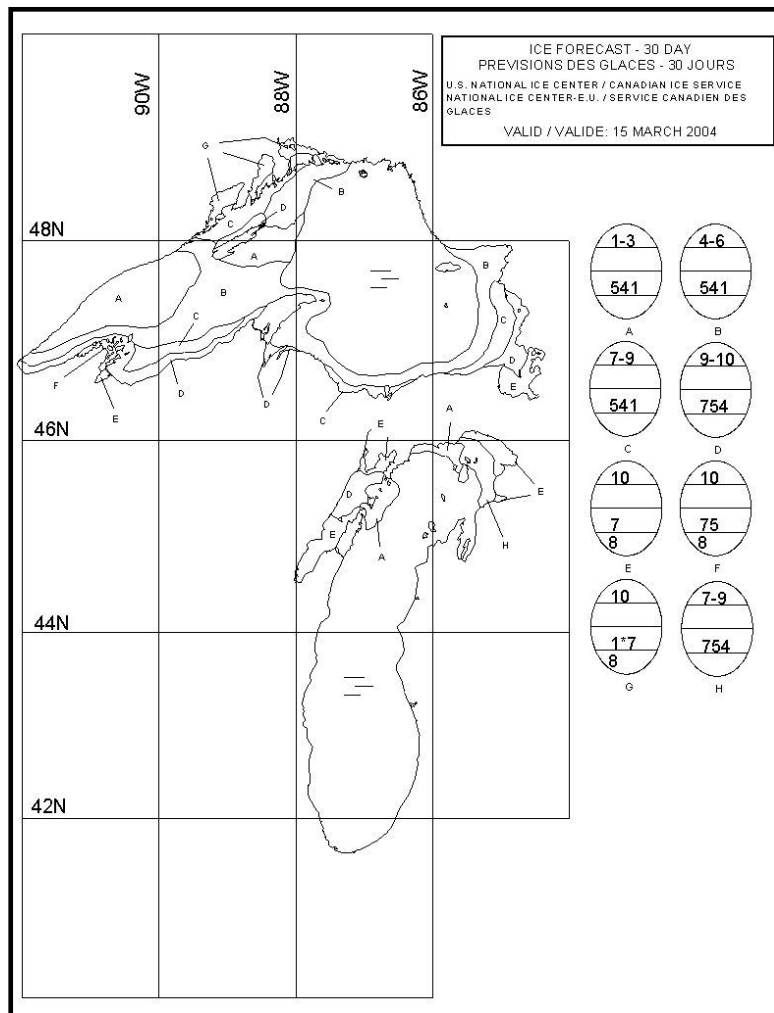 ICE FORECAST - 30 DAY
PREVISIONS DES GLACES - 30 JOURS
U.S. NATIONAL ICE CENTER / CANADIAN ICE SERVICE
NATIONAL ICE CENTER-E.U. / SERVICE CANADIEN DES
GLACES
VALID / VALIDE: 15 MARCH 2004
90W
88W
86W
G
B
D
C
48N
A
B
A
B
C
C
D
E
F
E
D
D
C
46N
A
E
D
E
E
A
H
44N
42N
1-3
541
A
4-6
541
B
7-9
541
C
9-10
754
D
10
7
8
E
10
75
8
F
10
1*7
8
G
7-9
754
H